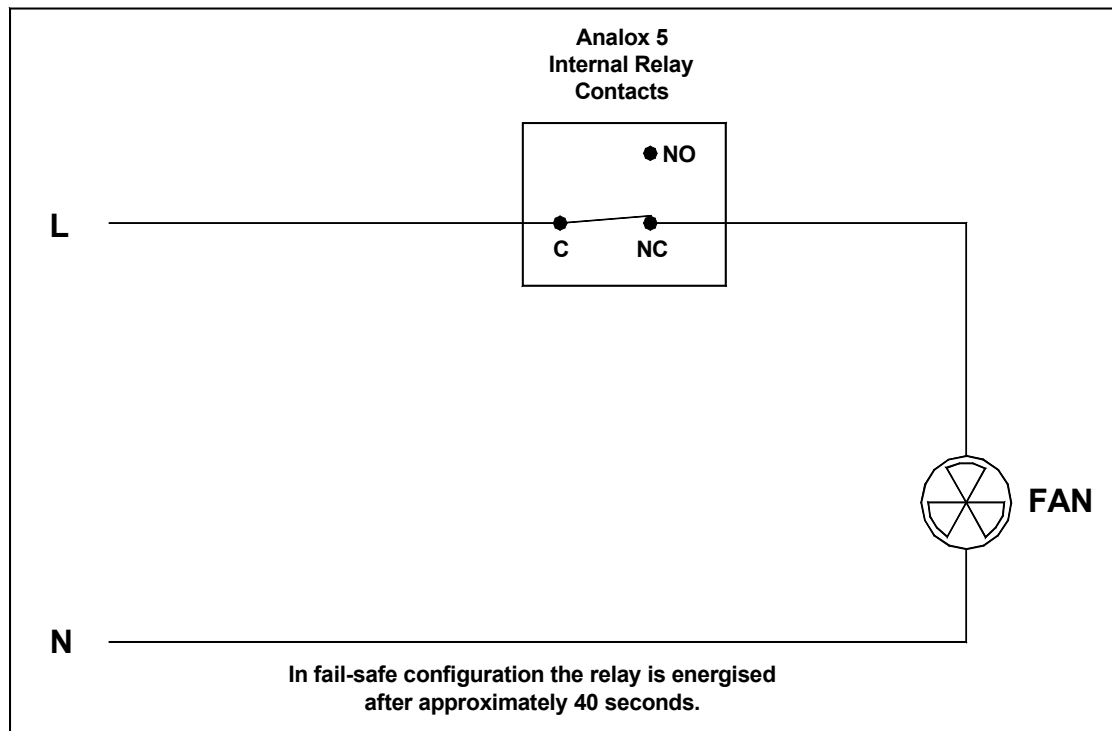 Analox 5
Internal Relay
Contacts
NO
L
C
NC
FAN
N
In fail-safe configuration the relay is energised
after approximately 40 seconds.